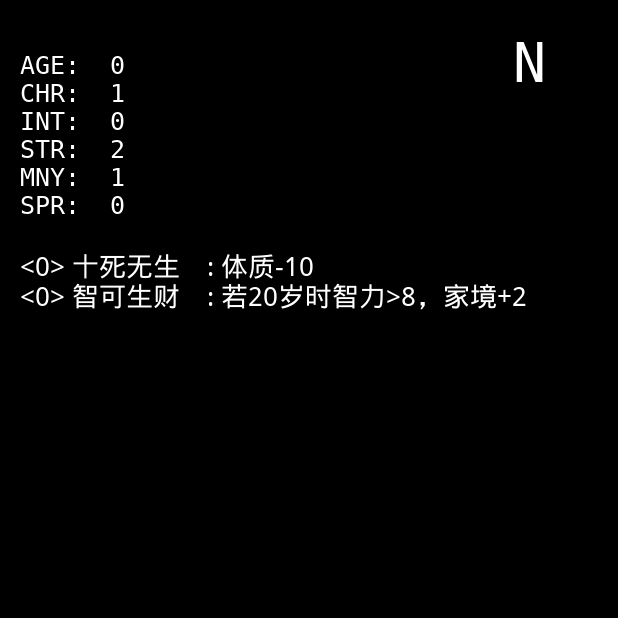 N
AGE: 0
CHR: 1
INT: 0
STR: 2
MNY: 1
SPR: 0
<0> 十死无生 : 体质-10
<0> 智可生财 : 若20岁时智力>8，家境+2